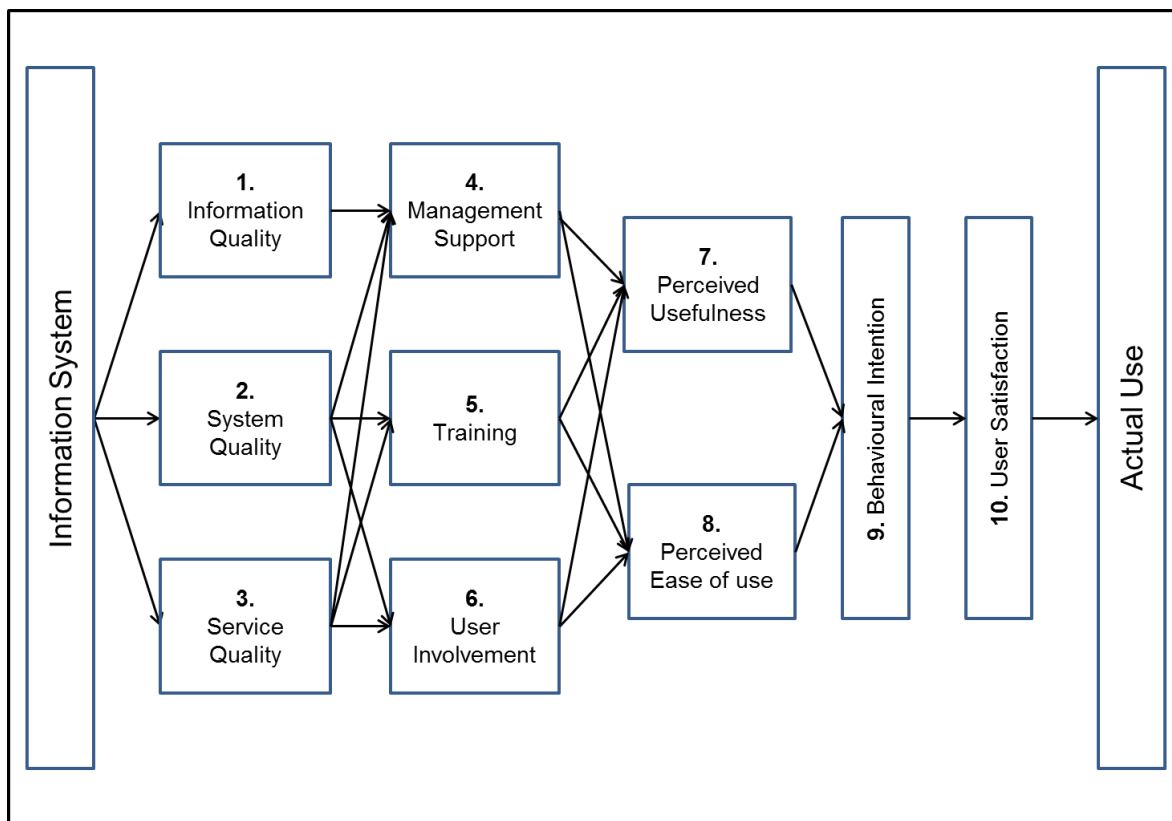 Information System
1.
Information
Quality
2.
System
Quality
3.
Service
Quality
4.
Management
Support
5.
Training
6.
User
Involvement
7.
Perceived
Usefulness
8.
Perceived
Ease of use
9. Behavioural Intention
10. User Satisfaction
Actual Use